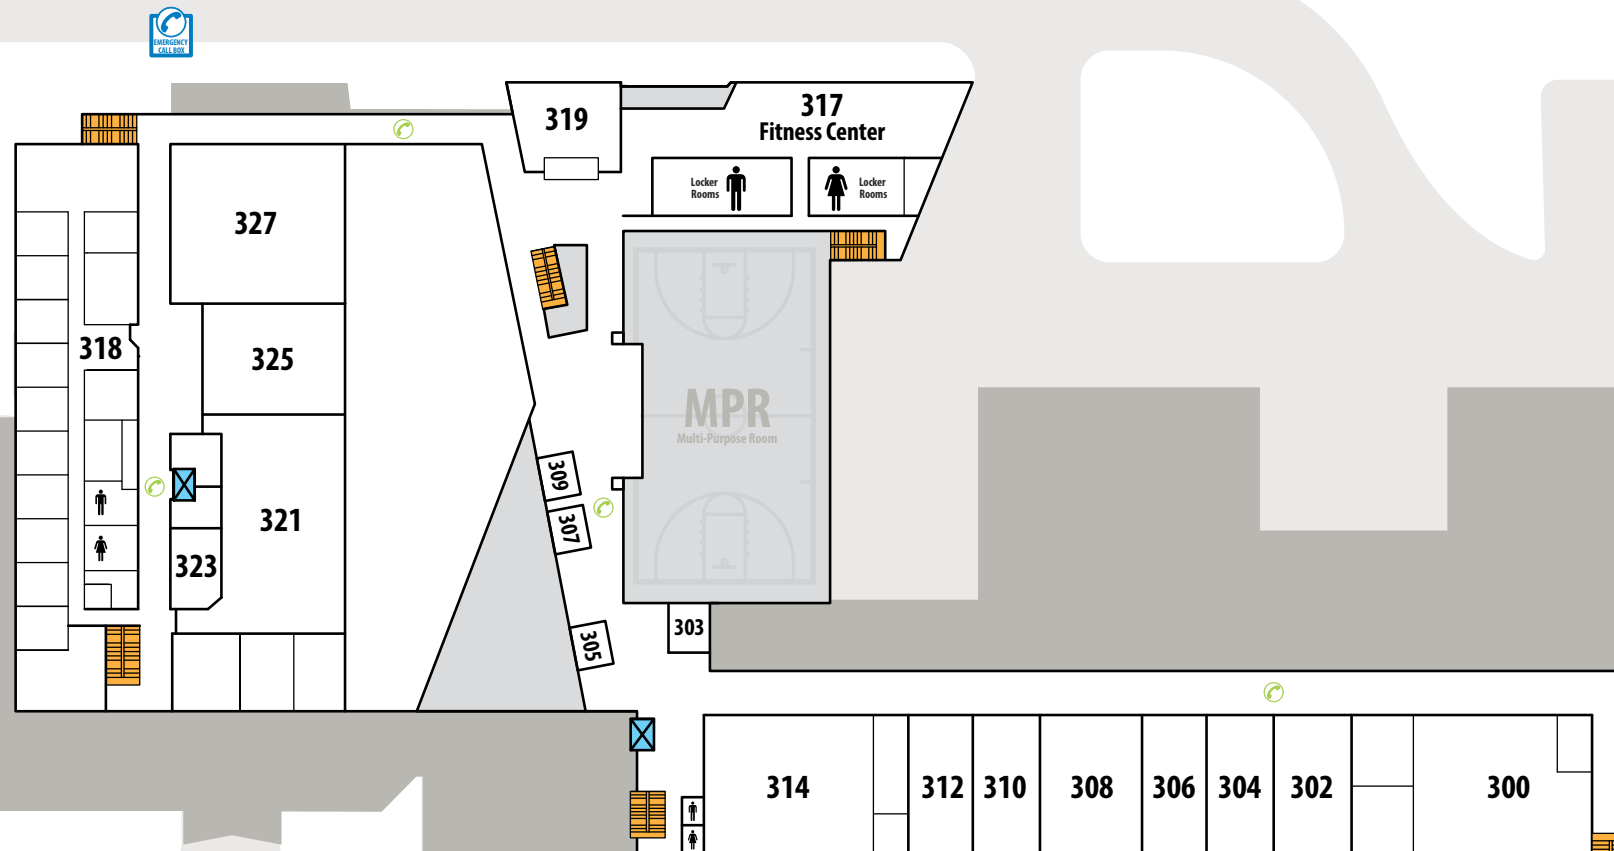 EMERGENCY
CALL BOX
319
317
Fitness Center
Locker
Rooms
Locker
Rooms
327
318
325
MPR
Multi-Purpose Room
309
307
321
323
305
303
314
312
310
308
306
304
302
300